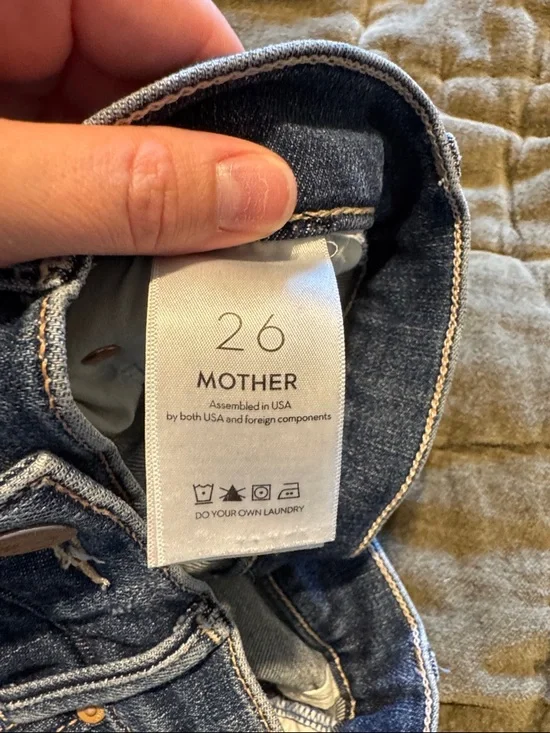 26
MOTHER
Assembled in USA
by both USA and foreign components
DO YOUR OWN LAUNDRY